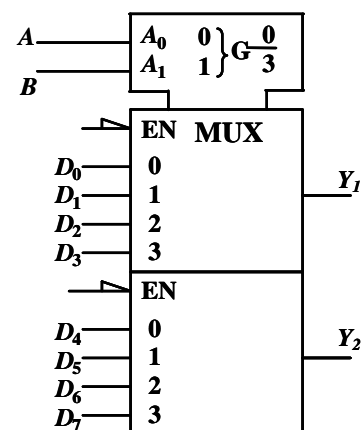 A A₀ 0 } G 0/3
B A₁ 1
EN MUX
D₀ 0
D₁ 1 Y₁
D₂ 2
D₃ 3
EN
D₄ 0
D₅ 1 Y₂
D₆ 2
D₇ 3